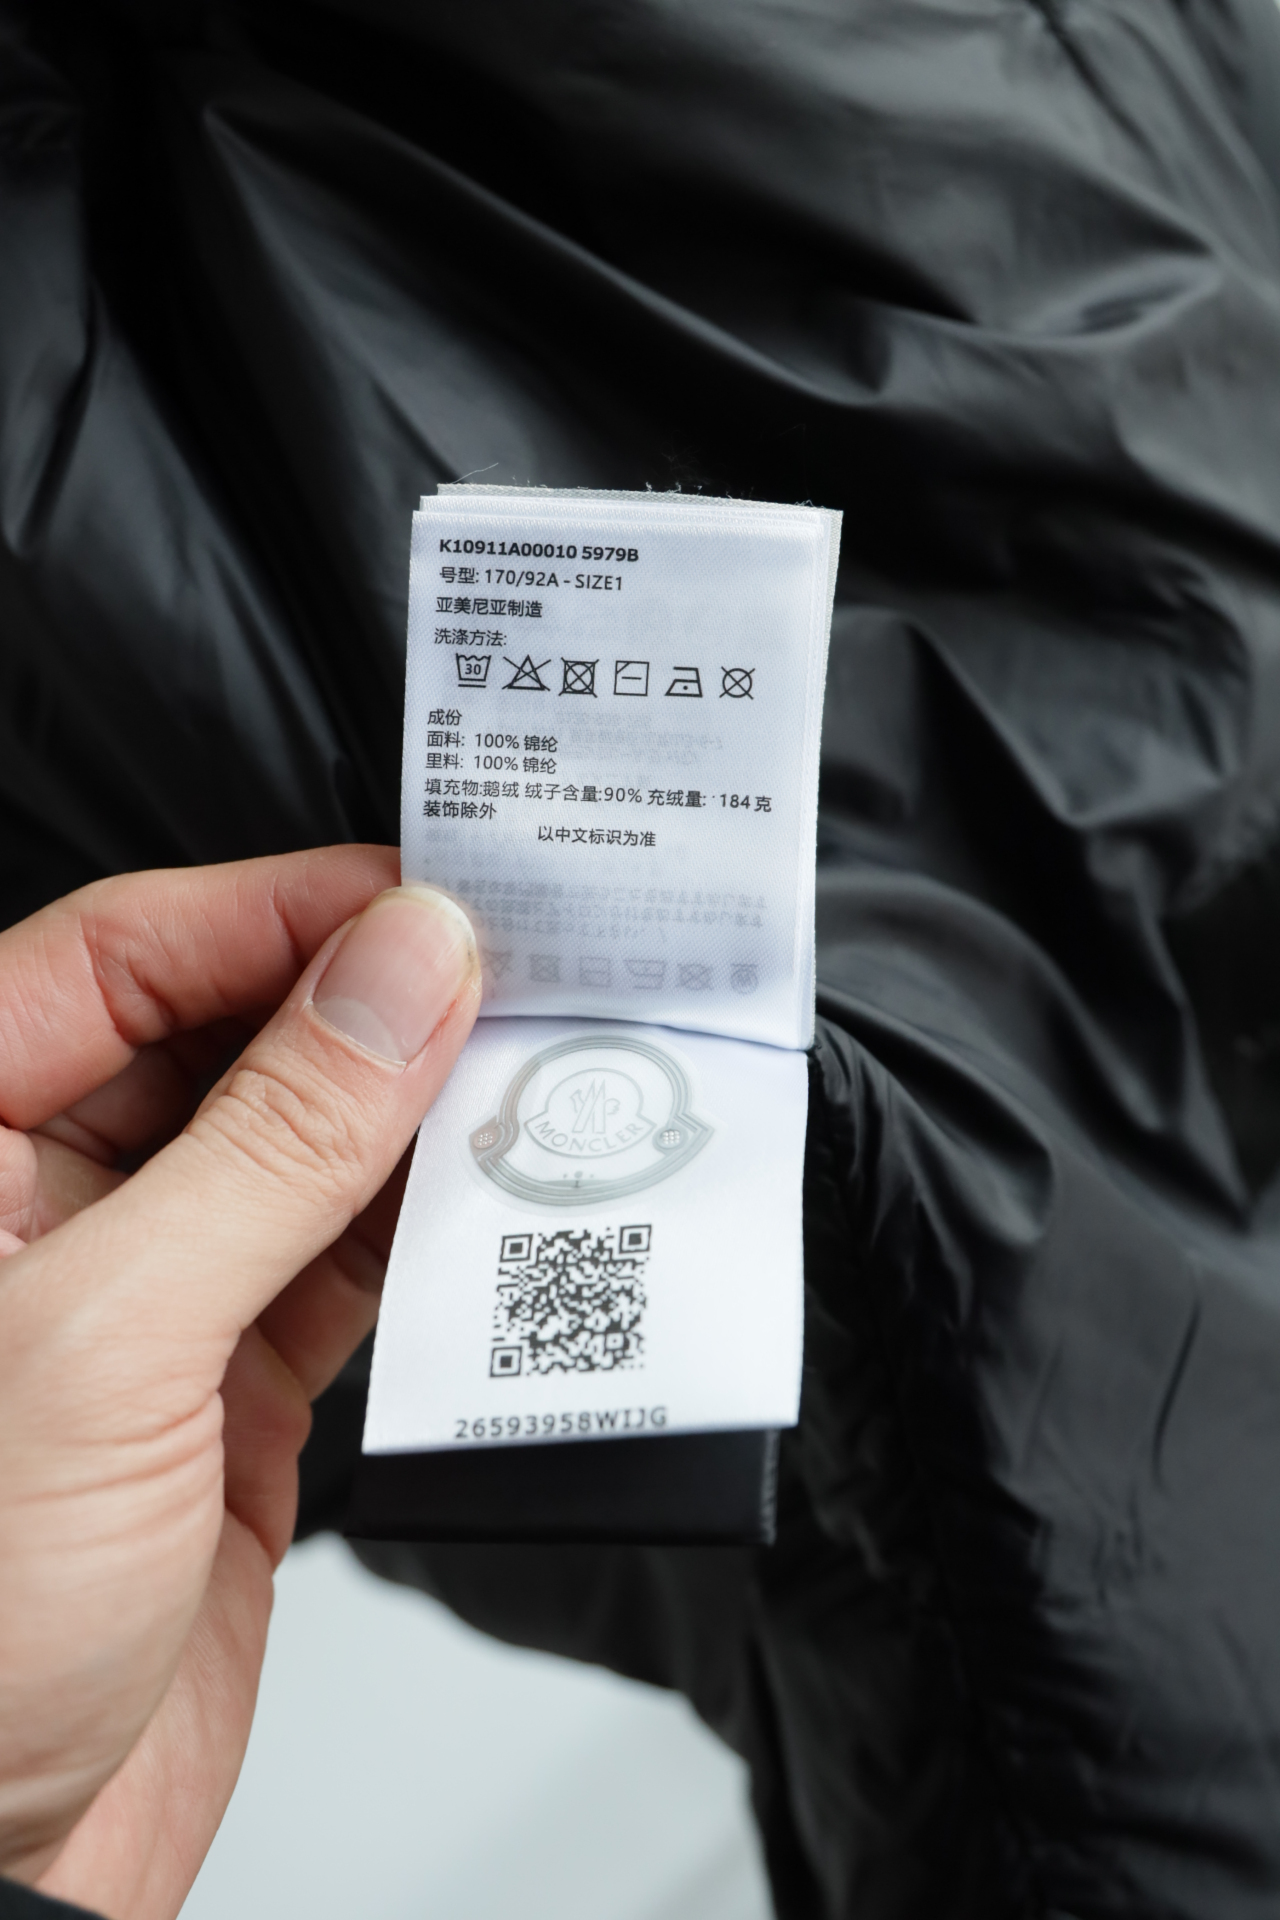 K10911A00010 5979B
号型: 170/92A - SIZE1
亚美尼亚制造
洗涤方法:
30
成份
面料: 100% 锦纶
里料: 100% 锦纶
填充物:鹅绒 绒子含量:90% 充绒量: 184 克
装饰除外
以中文标识为准
MONCLER
26593958WIJG